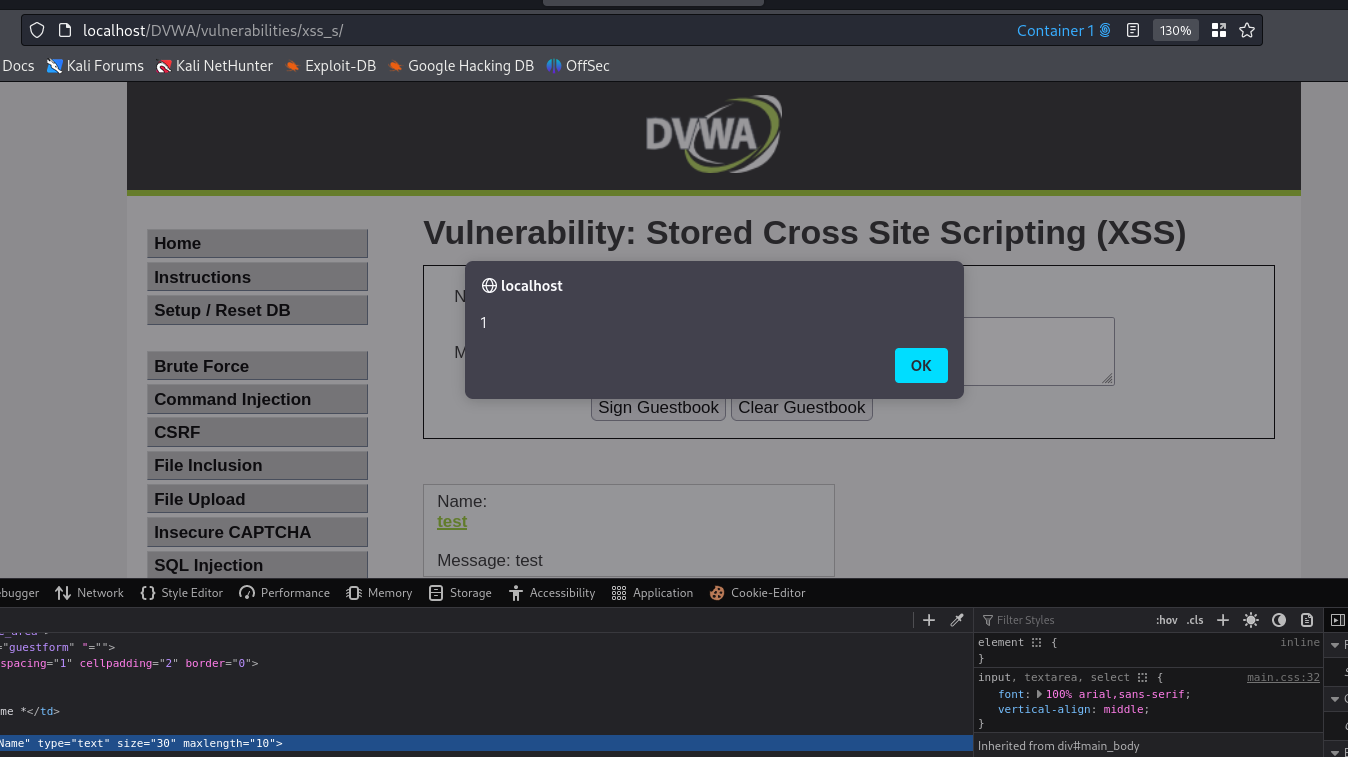 localhost/DVWA/vulnerabilities/xss_s/ Container 1 130%
Docs Kali Forums Kali NetHunter Exploit-DB Google Hacking DB OffSec
DVWA
Vulnerability: Stored Cross Site Scripting (XSS)
Home
Instructions
Setup / Reset DB
Brute Force
Command Injection
CSRF
File Inclusion
File Upload
Insecure CAPTCHA
SQL Injection
N
M
localhost
1
OK
Sign Guestbook Clear Guestbook
Name:
test
Message: test
ebugger Network Style Editor Performance Memory Storage Accessibility Application Cookie-Editor
="guestform" "="">
spacing="1" cellpadding="2" border="0">
me *</td>
Name" type="text" size="30" maxlength="10">
Filter Styles :hov .cls
element { inline
}
input, textarea, select { main.css:32
font: 100% arial,sans-serif;
vertical-align: middle;
}
Inherited from div#main_body